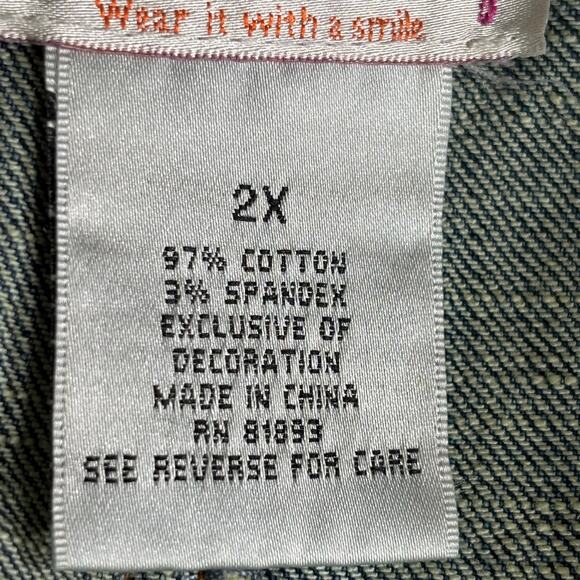 Wear it with a smile
2X
97% COTTON
3% SPANDEX
EXCLUSIVE OF
DECORATION
MADE IN CHINA
RN 81893
SEE REVERSE FOR CARE